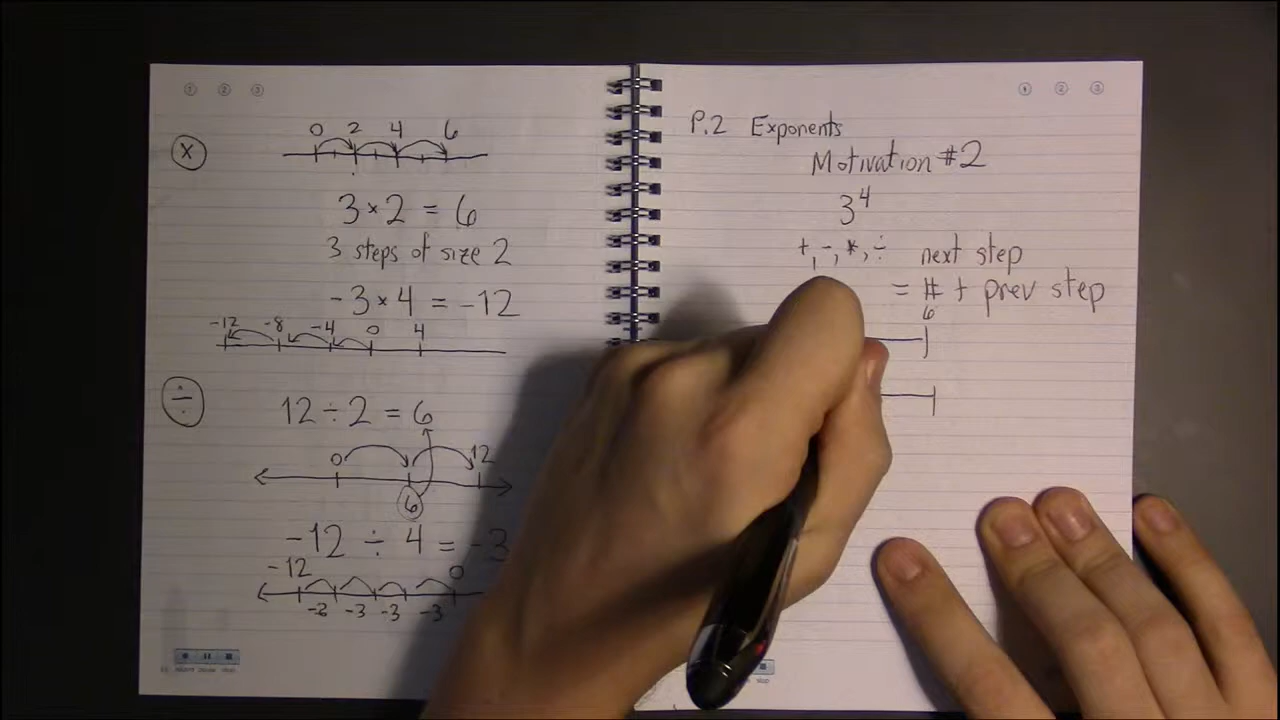 0 2 4 6
x
3 × 2 = 6
3 steps of size 2
-3 × 4 = -12
-12 -8 -4 0 4
÷
12 ÷ 2 = 6
0 12
6
-12 ÷ 4 = -3
-12 0
-3 -3 -3
P.2 Exponents
Motivation #2
3⁴
+, -, *, ÷ next step
= # + prev step
6